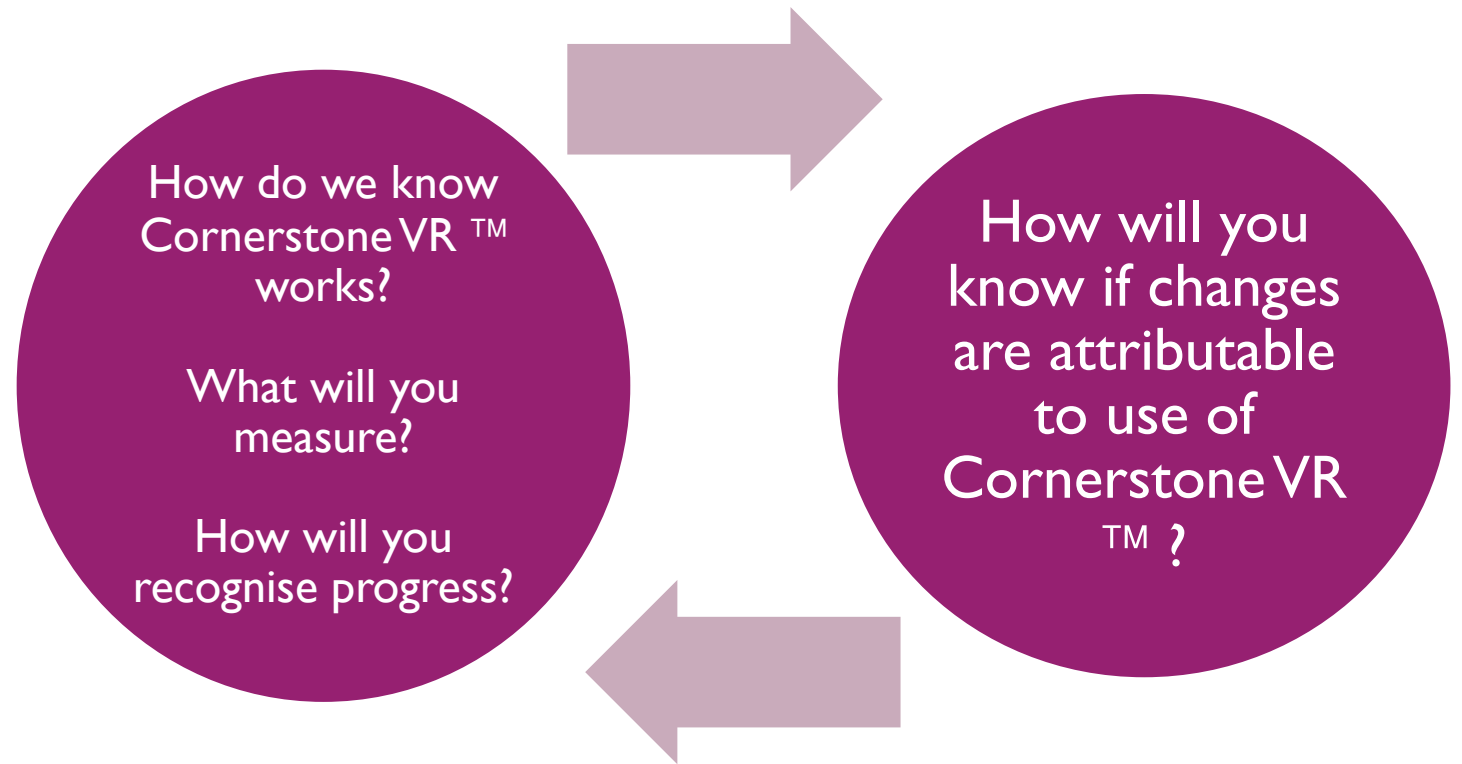 How do we know
Cornerstone VR ™
works?
What will you
measure?
How will you
recognise progress?
How will you
know if changes
are attributable
to use of
Cornerstone VR
™ ?